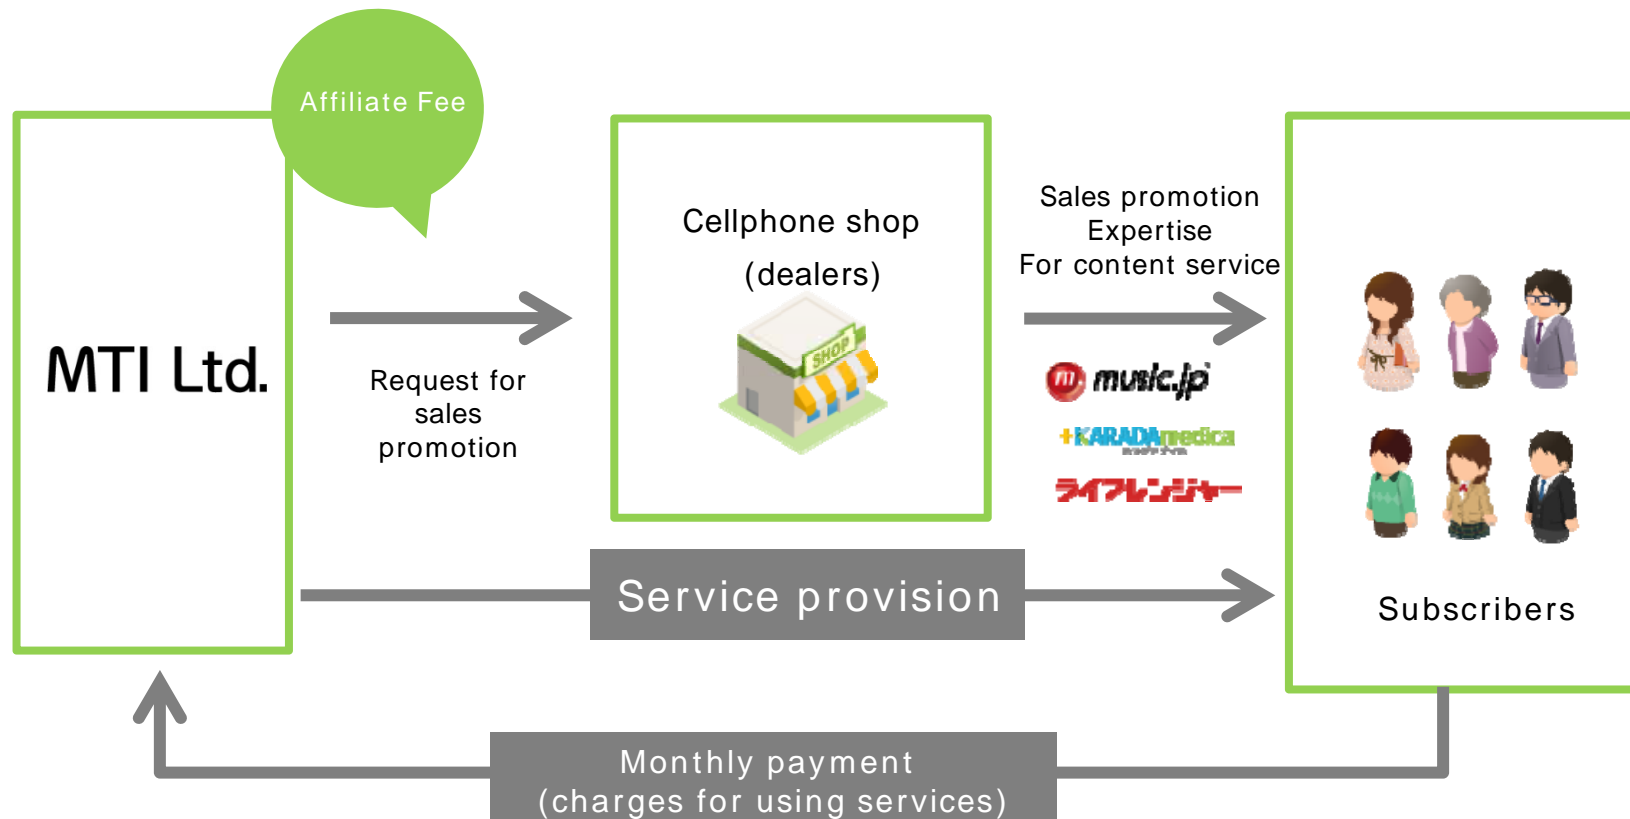 Affiliate Fee
MTI Ltd.
Request for
sales
promotion
Cellphone shop
(dealers)
SHOP
Sales promotion
Expertise
For content service
music.jp
+KARADAmedica
ライフレンジャー
Subscribers
Service provision
Monthly payment
(charges for using services)